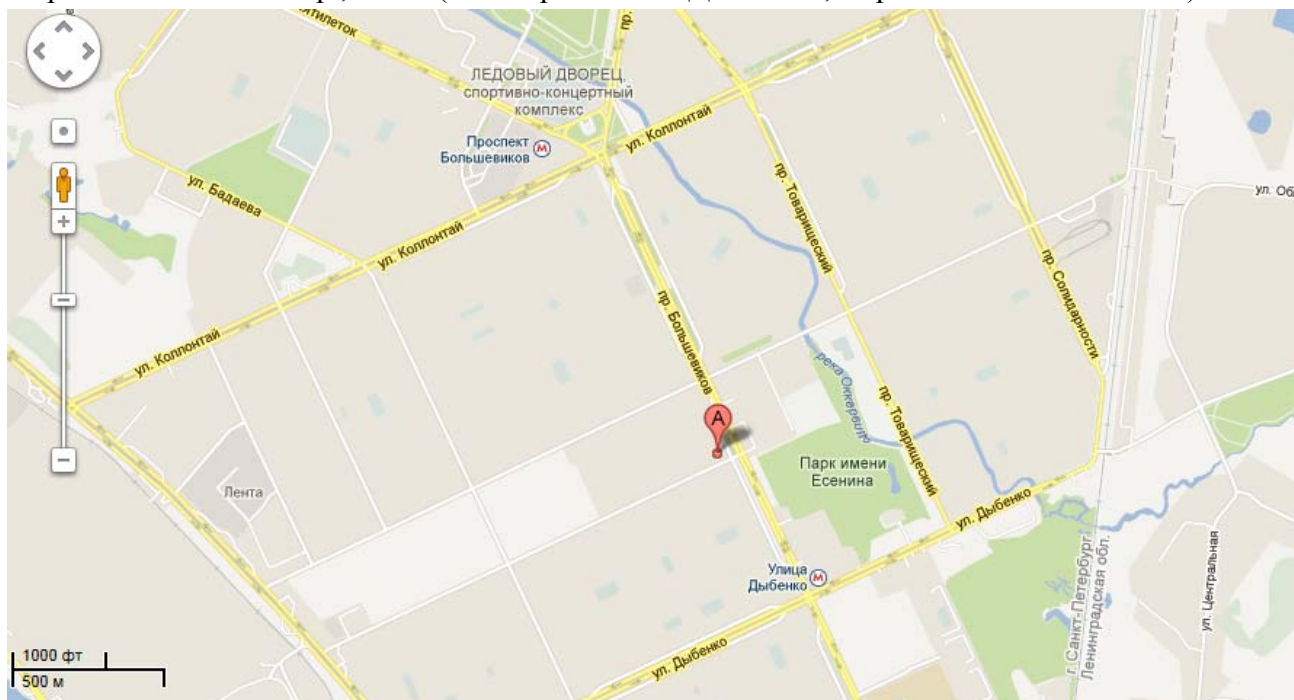 ЛЕДОВЫЙ ДВОРЕЦ,
спортивно-концертный
комплекс
Проспект
Большевиков
ул. Коллонтай
ул. Бадаева
ул. Коллонтай
ул. Коллонтай
пр. Товарищеский
пр. Солидарности
пр. Большевиков
река Оккервиль
пр. Товарищеский
A
Парк имени
Есенина
Лента
ул. Дыбенко
Улица
Дыбенко
ул. Дыбенко
г. Санкт-Петербург
Ленинградская обл.
ул. Центральная
1000 фт
500 м